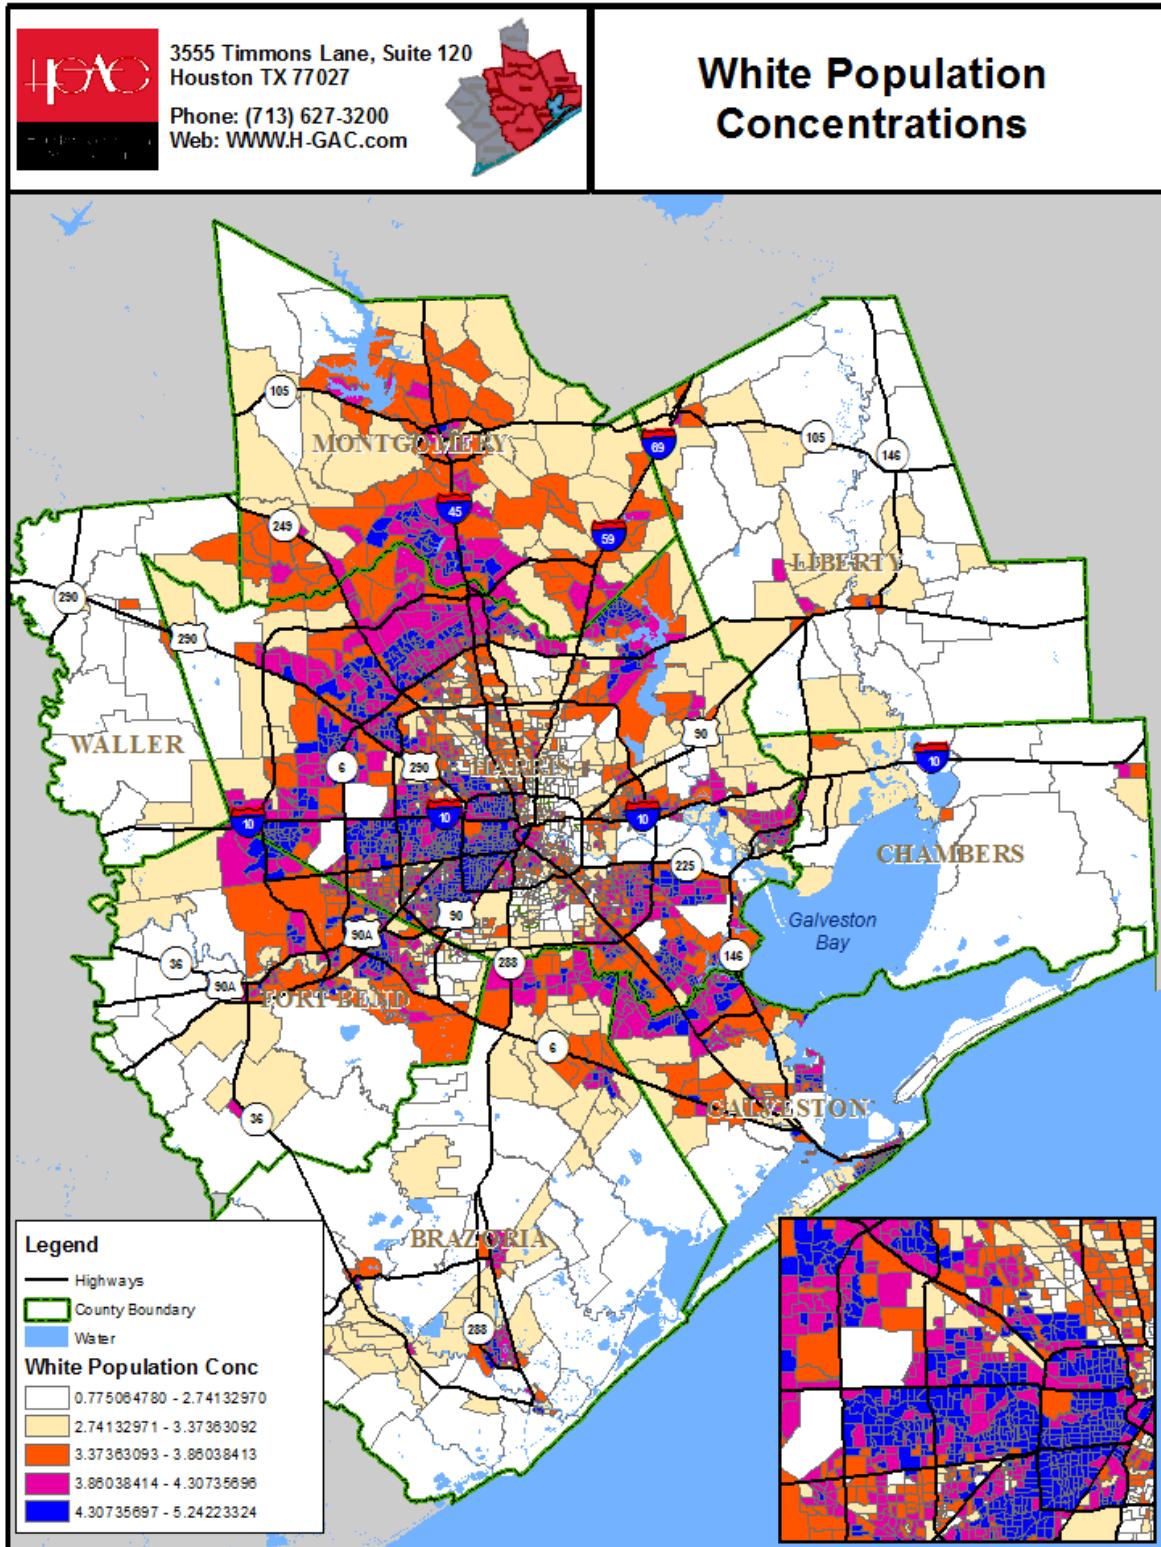 HGAC
3555 Timmons Lane, Suite 120
Houston TX 77027
Phone: (713) 627-3200
Web: WWW.H-GAC.com
White Population
Concentrations
105
MONTGOMERY
69
105
146
45
249
59
LIBERTY
290
290
WALLER
6
290
HARRIS
90
10
10
10
10
225
CHAMBERS
Galveston
Bay
90
90A
36
90A
288
146
FORT BEND
6
36
GALVESTON
BRAZORIA
288
Legend
Highways
County Boundary
Water
White Population Conc
0.775064780 - 2.74132970
2.74132971 - 3.37363092
3.37363093 - 3.86038413
3.86038414 - 4.30735696
4.30735697 - 5.24223324